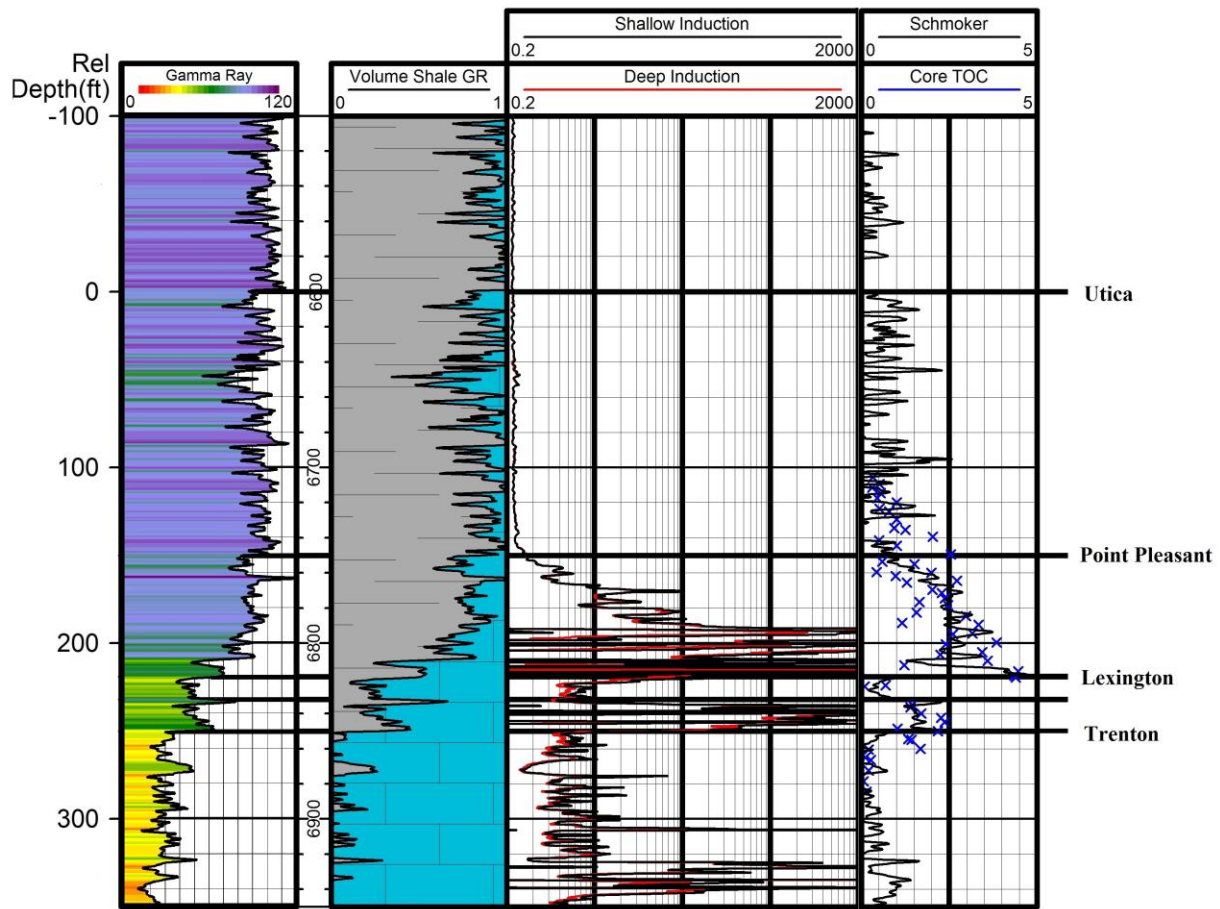 Shallow Induction
0.2 2000
Schmoker
0 5
Rel
Depth(ft)
Gamma Ray
0 120
Volume Shale GR
0 1
Deep Induction
0.2 2000
Core TOC
0 5
-100
0
6600
Utica
100
6700
Point Pleasant
200
6800
Lexington
Trenton
300
6900